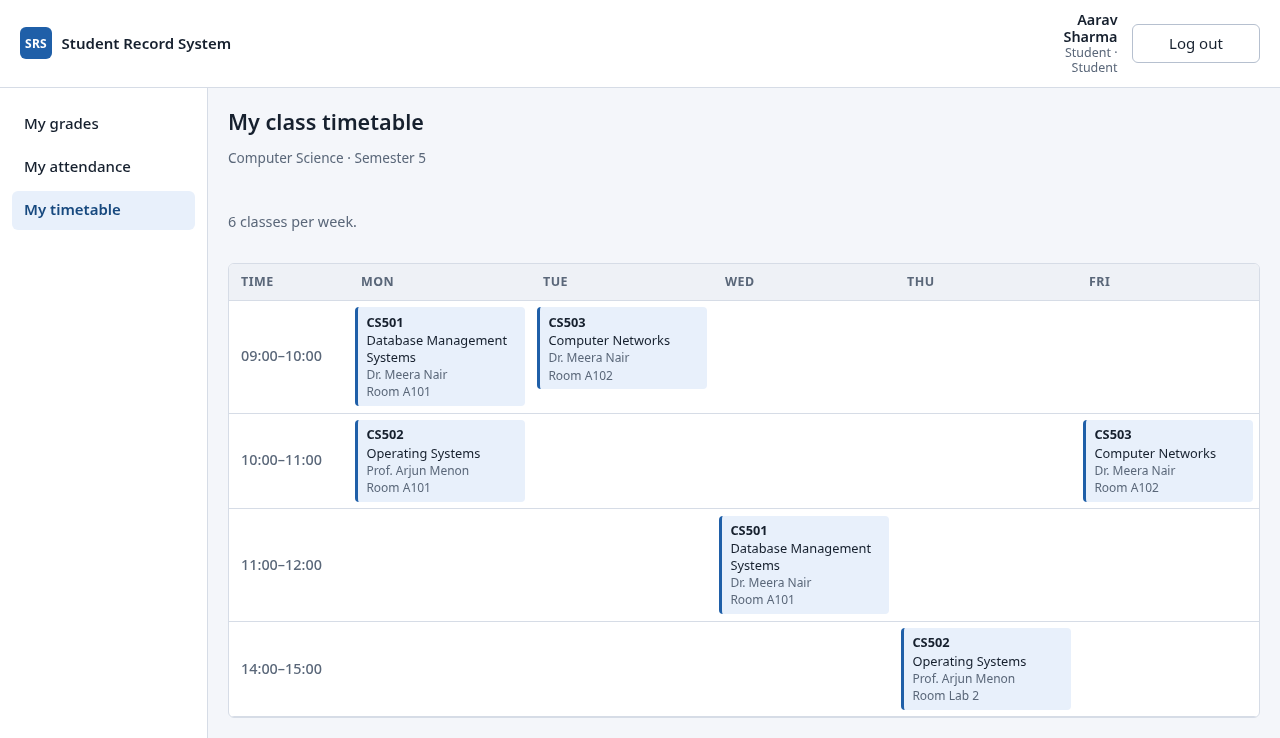 SRS
Student Record System
Aarav
Sharma
Student ·
Student
Log out
My grades
My attendance
My timetable
My class timetable
Computer Science · Semester 5
6 classes per week.
TIME MON TUE WED THU FRI
09:00–10:00
CS501
Database Management
Systems
Dr. Meera Nair
Room A101
CS503
Computer Networks
Dr. Meera Nair
Room A102
10:00–11:00
CS502
Operating Systems
Prof. Arjun Menon
Room A101
CS503
Computer Networks
Dr. Meera Nair
Room A102
11:00–12:00
CS501
Database Management
Systems
Dr. Meera Nair
Room A101
14:00–15:00
CS502
Operating Systems
Prof. Arjun Menon
Room Lab 2